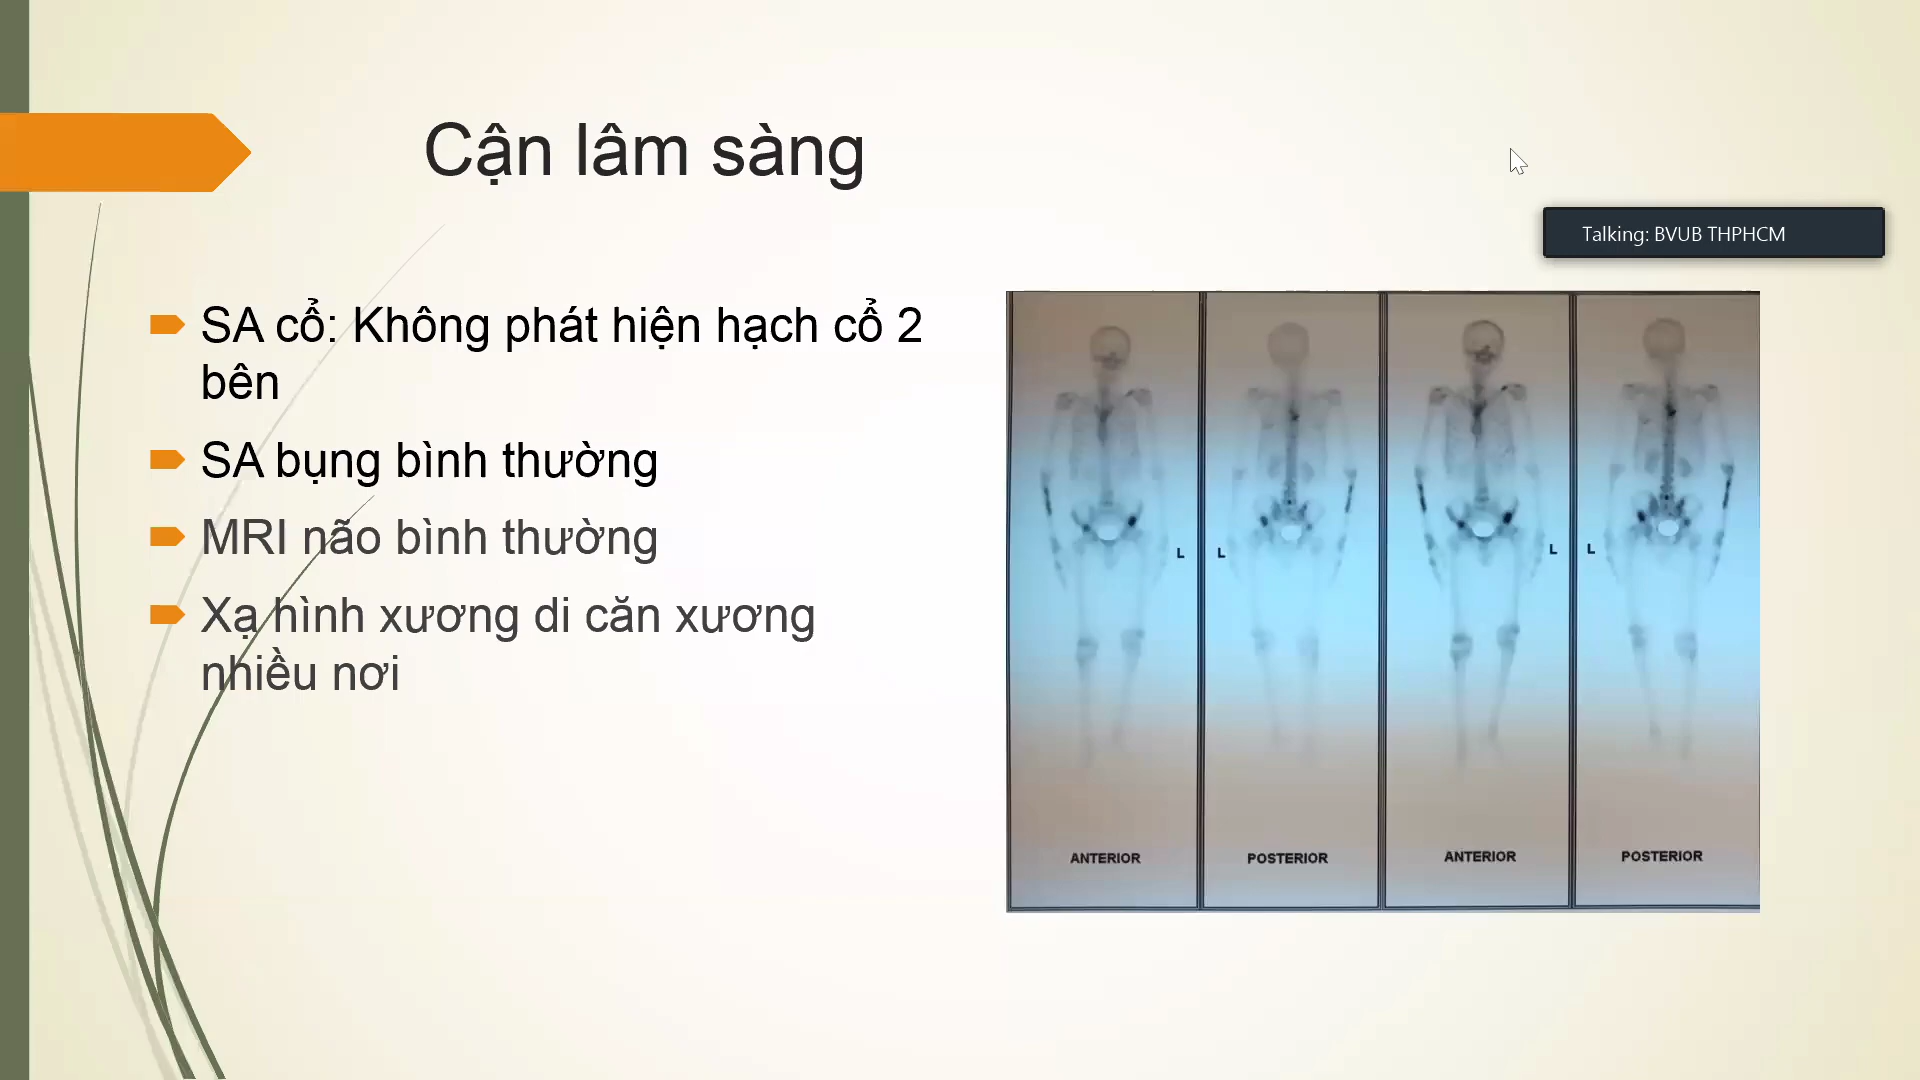 Cận lâm sàng
Talking: BVUB THPHCM
SA cổ: Không phát hiện hạch cổ 2
bên
SA bụng bình thường
MRI não bình thường
Xạ hình xương di căn xương
nhiều nơi
L
L
L
L
ANTERIOR
POSTERIOR
ANTERIOR
POSTERIOR